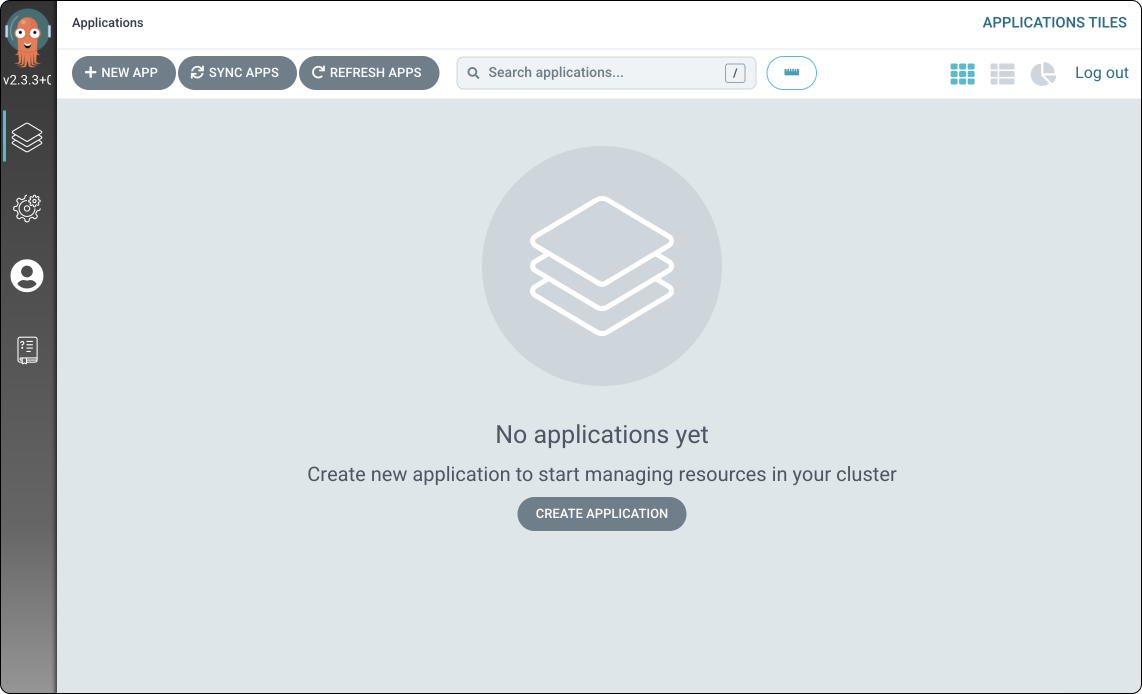 Applications
APPLICATIONS TILES
v2.3.3+
NEW APP
SYNC APPS
REFRESH APPS
Search applications...
/
Log out
No applications yet
Create new application to start managing resources in your cluster
CREATE APPLICATION